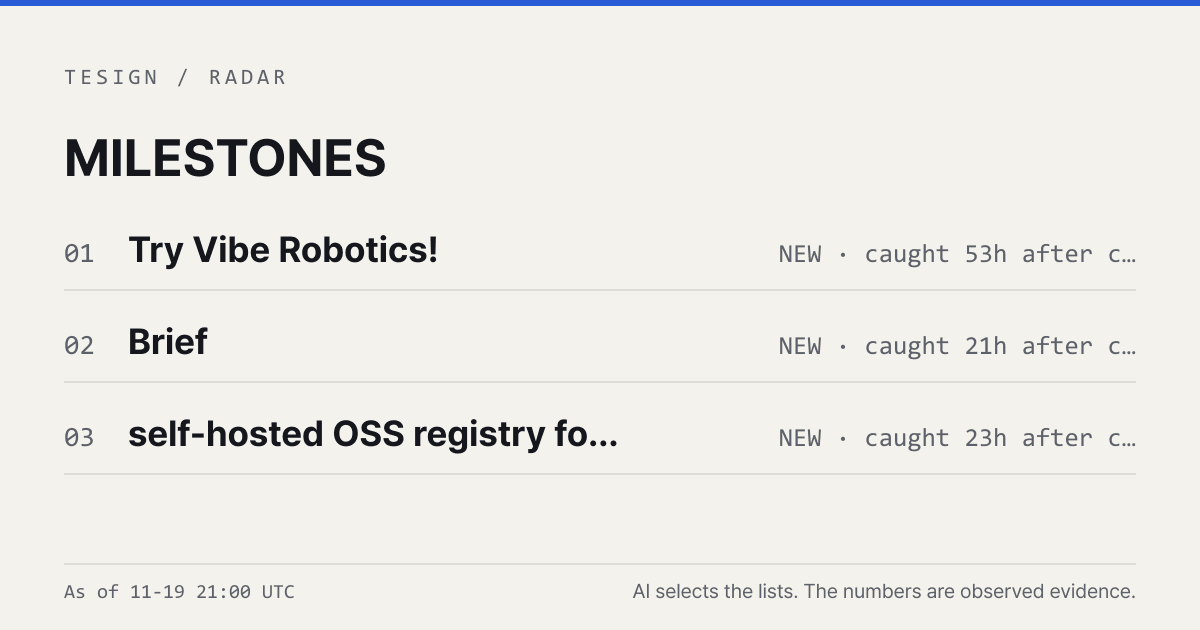 TESIGN / RADAR
MILESTONES
01 Try Vibe Robotics! NEW · caught 53h after c…
02 Brief NEW · caught 21h after c…
03 self-hosted OSS registry fo... NEW · caught 23h after c…
As of 11-19 21:00 UTC AI selects the lists. The numbers are observed evidence.